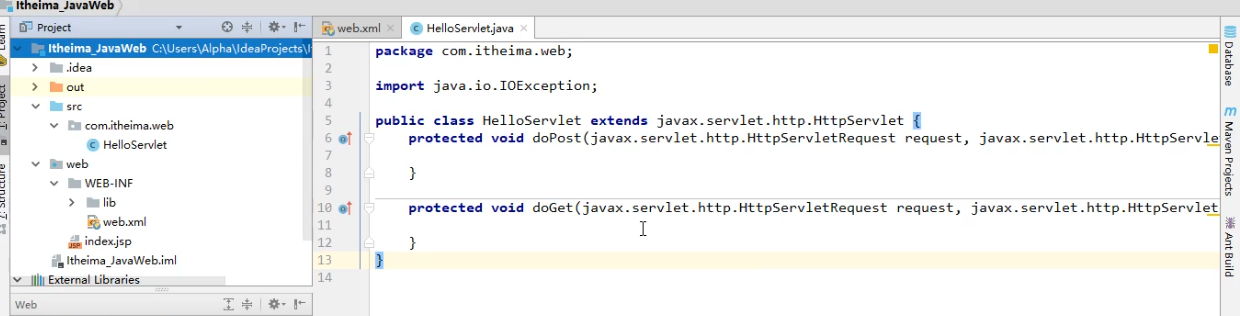 Itheima_JavaWeb
Project
web.xml
HelloServlet.java
Itheima_JavaWeb C:\Users\Alpha\IdeaProjects\
.idea
out
src
com.itheima.web
HelloServlet
web
WEB-INF
lib
web.xml
index.jsp
Itheima_JavaWeb.iml
External Libraries
Web
1 package com.itheima.web;
2
3 import java.io.IOException;
4
5 public class HelloServlet extends javax.servlet.http.HttpServlet {
6 protected void doPost(javax.servlet.http.HttpServletRequest request, javax.servlet.http.HttpServle
7
8 }
9
10 protected void doGet(javax.servlet.http.HttpServletRequest request, javax.servlet.http.HttpServlet
11
12 }
13 }
14
Learn
1: Project
7: Structure
Database
Maven Projects
Ant Build